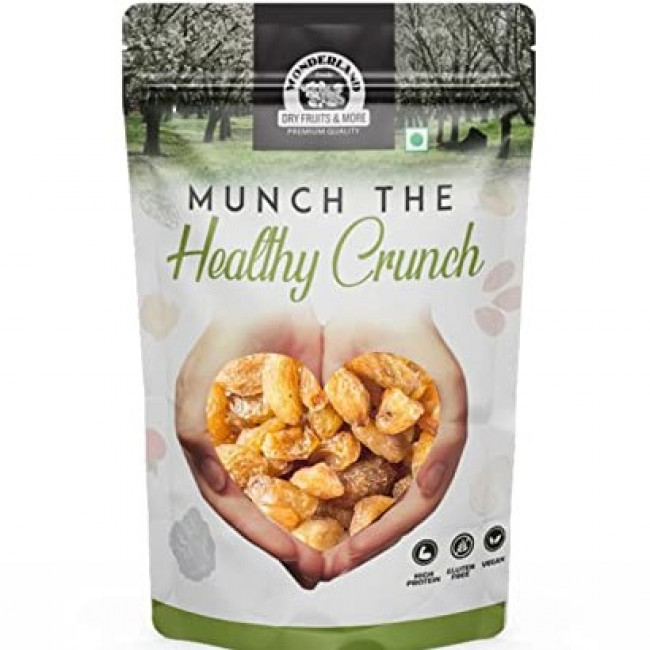 WONDERLAND
DRY FRUITS & MORE
PREMIUM QUALITY
MUNCH THE
Healthy Crunch
HIGH
PROTEIN
GLUTEN
FREE
VEGAN